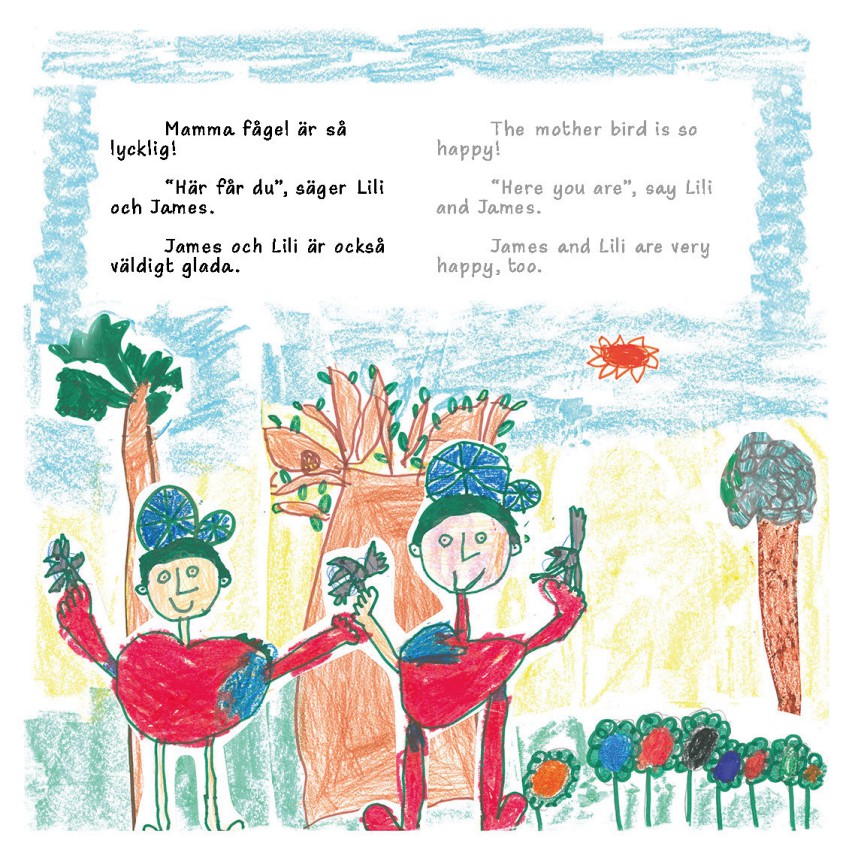 Mamma fågel är så
lycklig!
“Här får du”, säger Lili
och James.
James och Lili är också
väldigt glada.
The mother bird is so
happy!
“Here you are”, say Lili
and James.
James and Lili are very
happy, too.